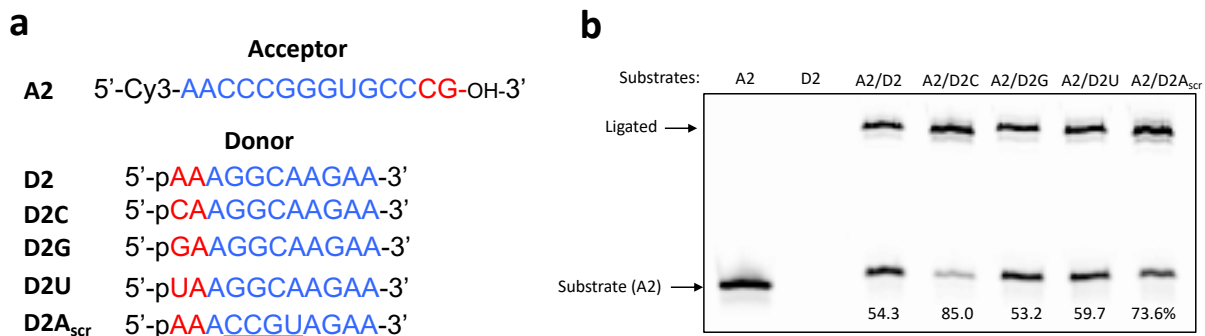 a
Acceptor
A2 5'-Cy3-AACCCGGGUGCCCCG-OH-3'
Donor
D2 5'-pAAAGGCAAGAA-3'
D2C 5'-pCAAGGCAAGAA-3'
D2G 5'-pGAAGGCAAGAA-3'
D2U 5'-pUAAGGCAAGAA-3'
D2Ascr 5'-pAAACCGUAGAA-3'
b
Substrates: A2 D2 A2/D2 A2/D2C A2/D2G A2/D2U A2/D2Ascr
Ligated
Substrate (A2)
54.3 85.0 53.2 59.7 73.6%